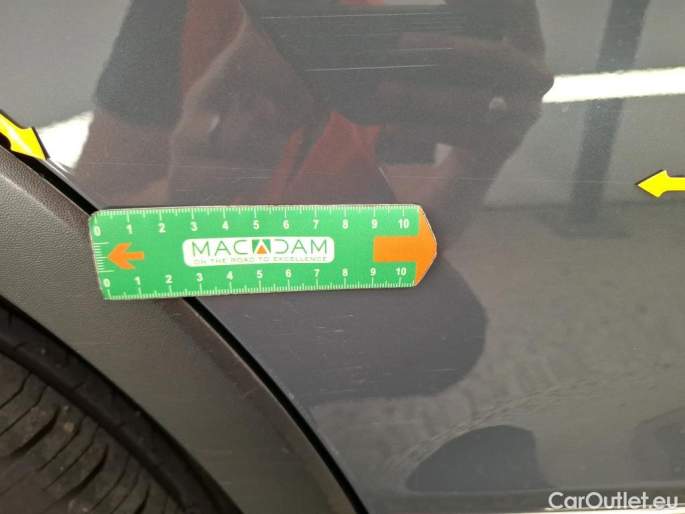 0 1 2 3 4 5 6 7 8 9 10
MACADAM
ON THE ROAD TO EXCELLENCE
0 1 2 3 4 5 6 7 8 9 10
CarOutlet.eu